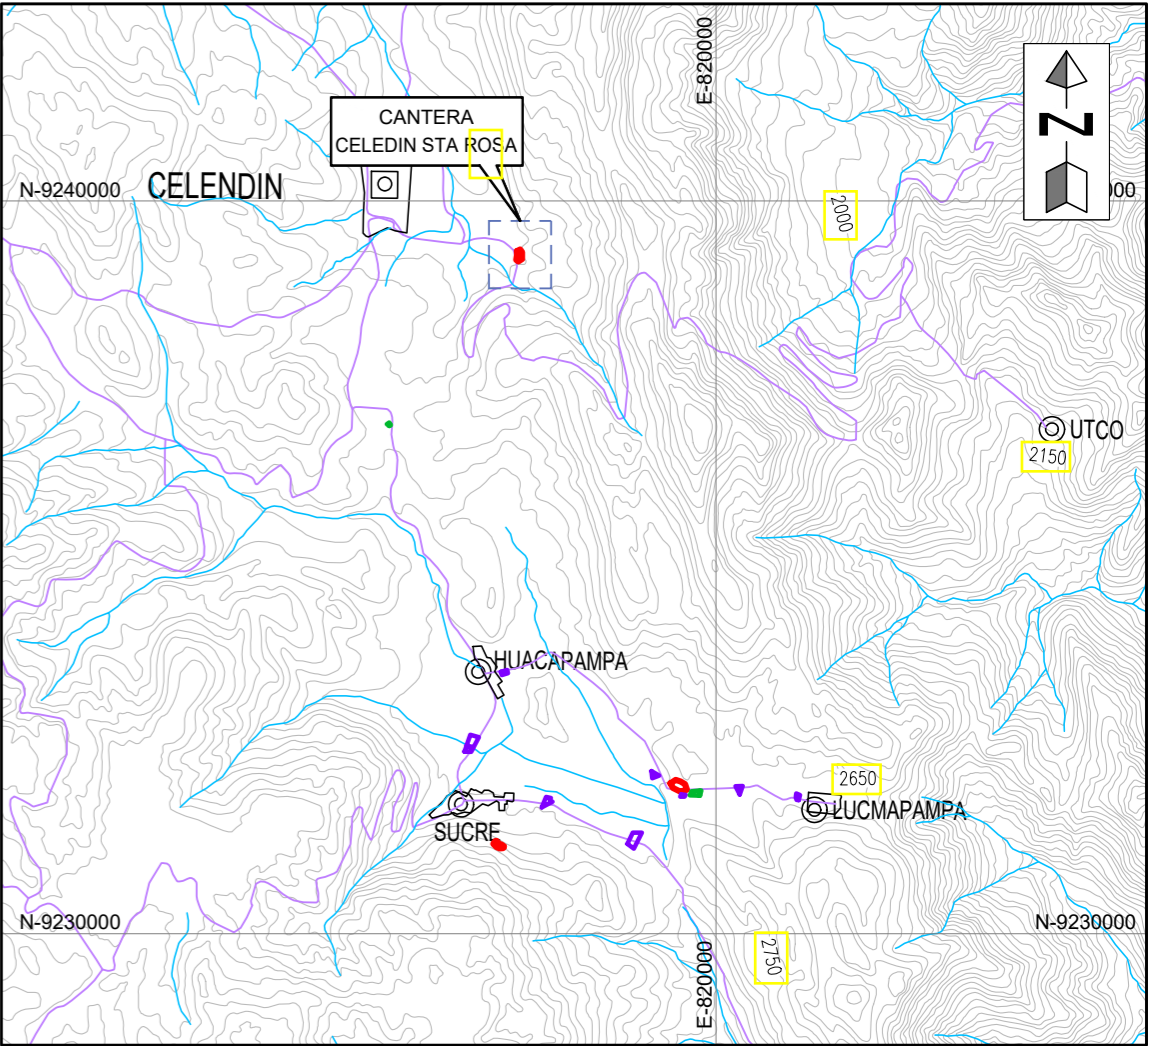 E-820000
CANTERA
CELEDIN STA ROSA
N
N-9240000
CELENDIN
000
2000
UTCO
2150
HUACAPAMPA
2650
LUCMAPAMPA
SUCRE
N-9230000
N-9230000
2750
E-820000